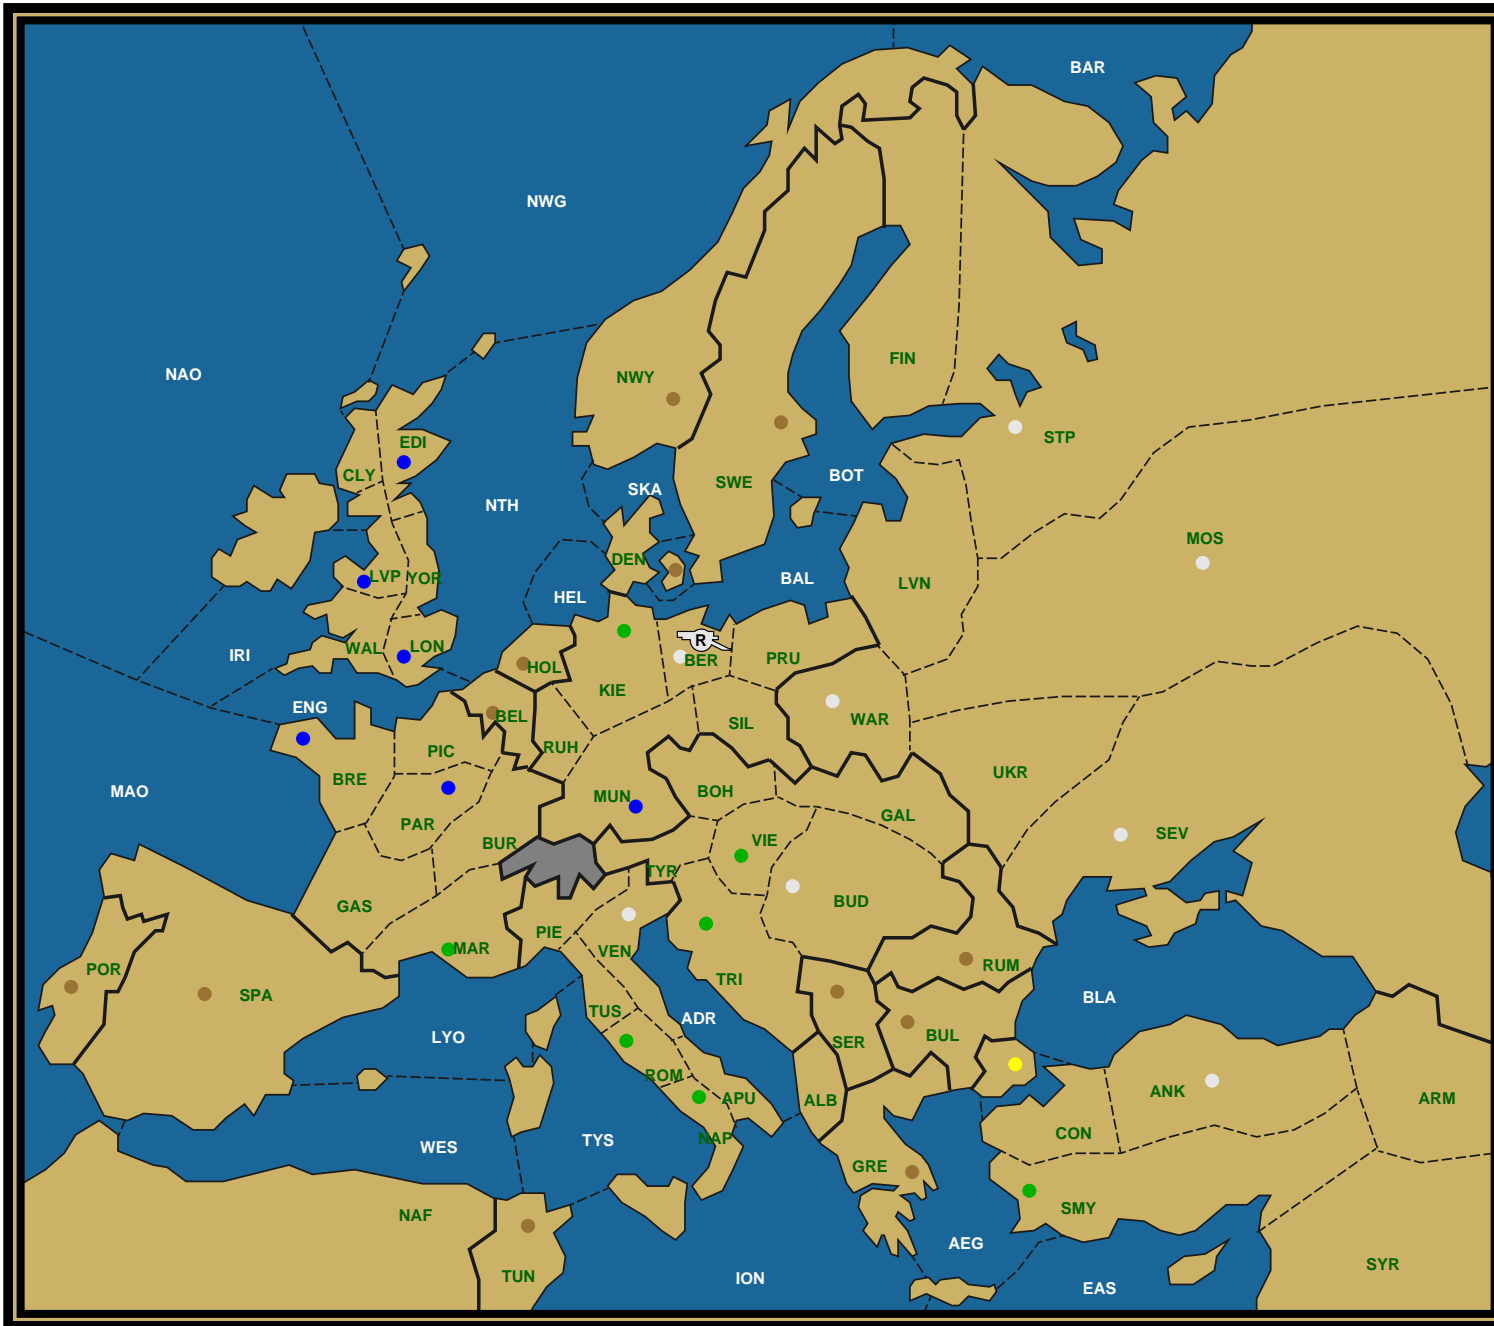 BAR
NWG
NAO
FIN
NWY
STP
EDI
CLY
BOT
SWE
SKA
NTH
MOS
DEN
LVP
YOR
BAL
LVN
HEL
IRI
WAL
LON
R
BER
PRU
HOL
KIE
ENG
BEL
WAR
SIL
PIC
RUH
UKR
BRE
MAO
MUN
BOH
GAL
PAR
SEV
BUR
VIE
TYR
BUD
GAS
PIE
MAR
VEN
POR
SPA
RUM
TRI
BLA
TUS
ADR
LYO
SER
BUL
ROM
ANK
APU
ALB
ARM
CON
NAP
TYS
WES
GRE
SMY
NAF
AEG
SYR
TUN
ION
EAS